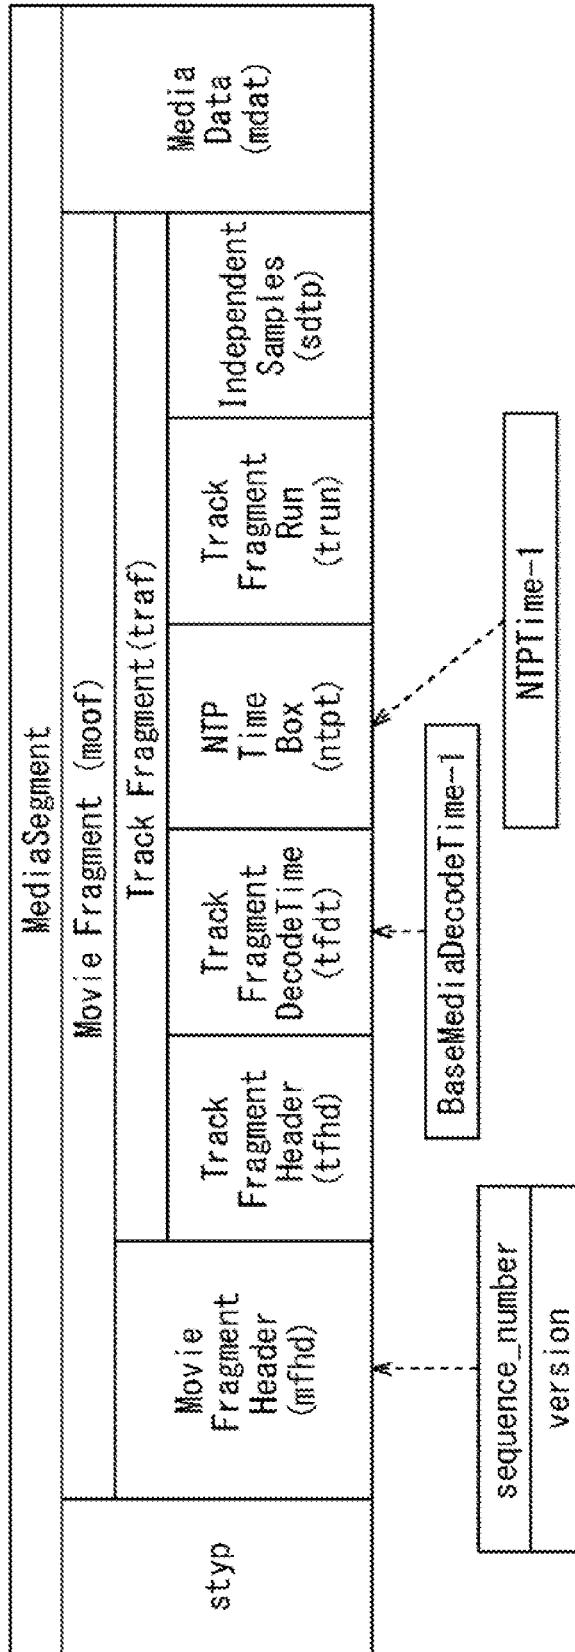 MediaSegment
styp
Movie Fragment (moof)
Movie
Fragment
Header
(mfhd)
Track Fragment(traf)
Track
Fragment
Header
(tfhd)
Track
Fragment
DecodeTime
(tfdt)
NTP
Time
Box
(ntpt)
Track
Fragment
Run
(trun)
Independent
Samples
(sdtp)
Media
Data
(mdat)
sequence_number
version
BaseMediaDecodeTime-1
NTPTime-1